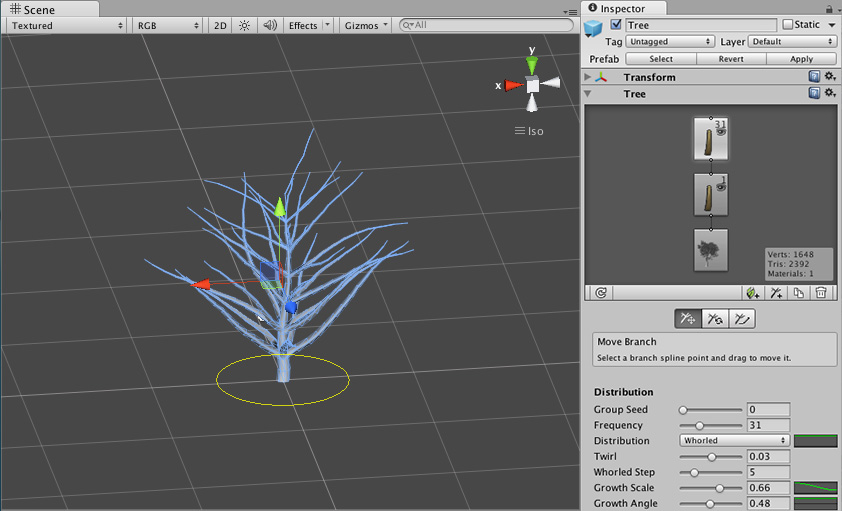 Scene
Textured RGB 2D Effects Gizmos All
y
x
Iso
Inspector
Tree Static
Tag Untagged Layer Default
Prefab Select Revert Apply
Transform
Tree
31
1
Verts: 1648
Tris: 2392
Materials: 1
Move Branch
Select a branch spline point and drag to move it.
Distribution
Group Seed 0
Frequency 31
Distribution Whorled
Twirl 0.03
Whorled Step 5
Growth Scale 0.66
Growth Angle 0.48